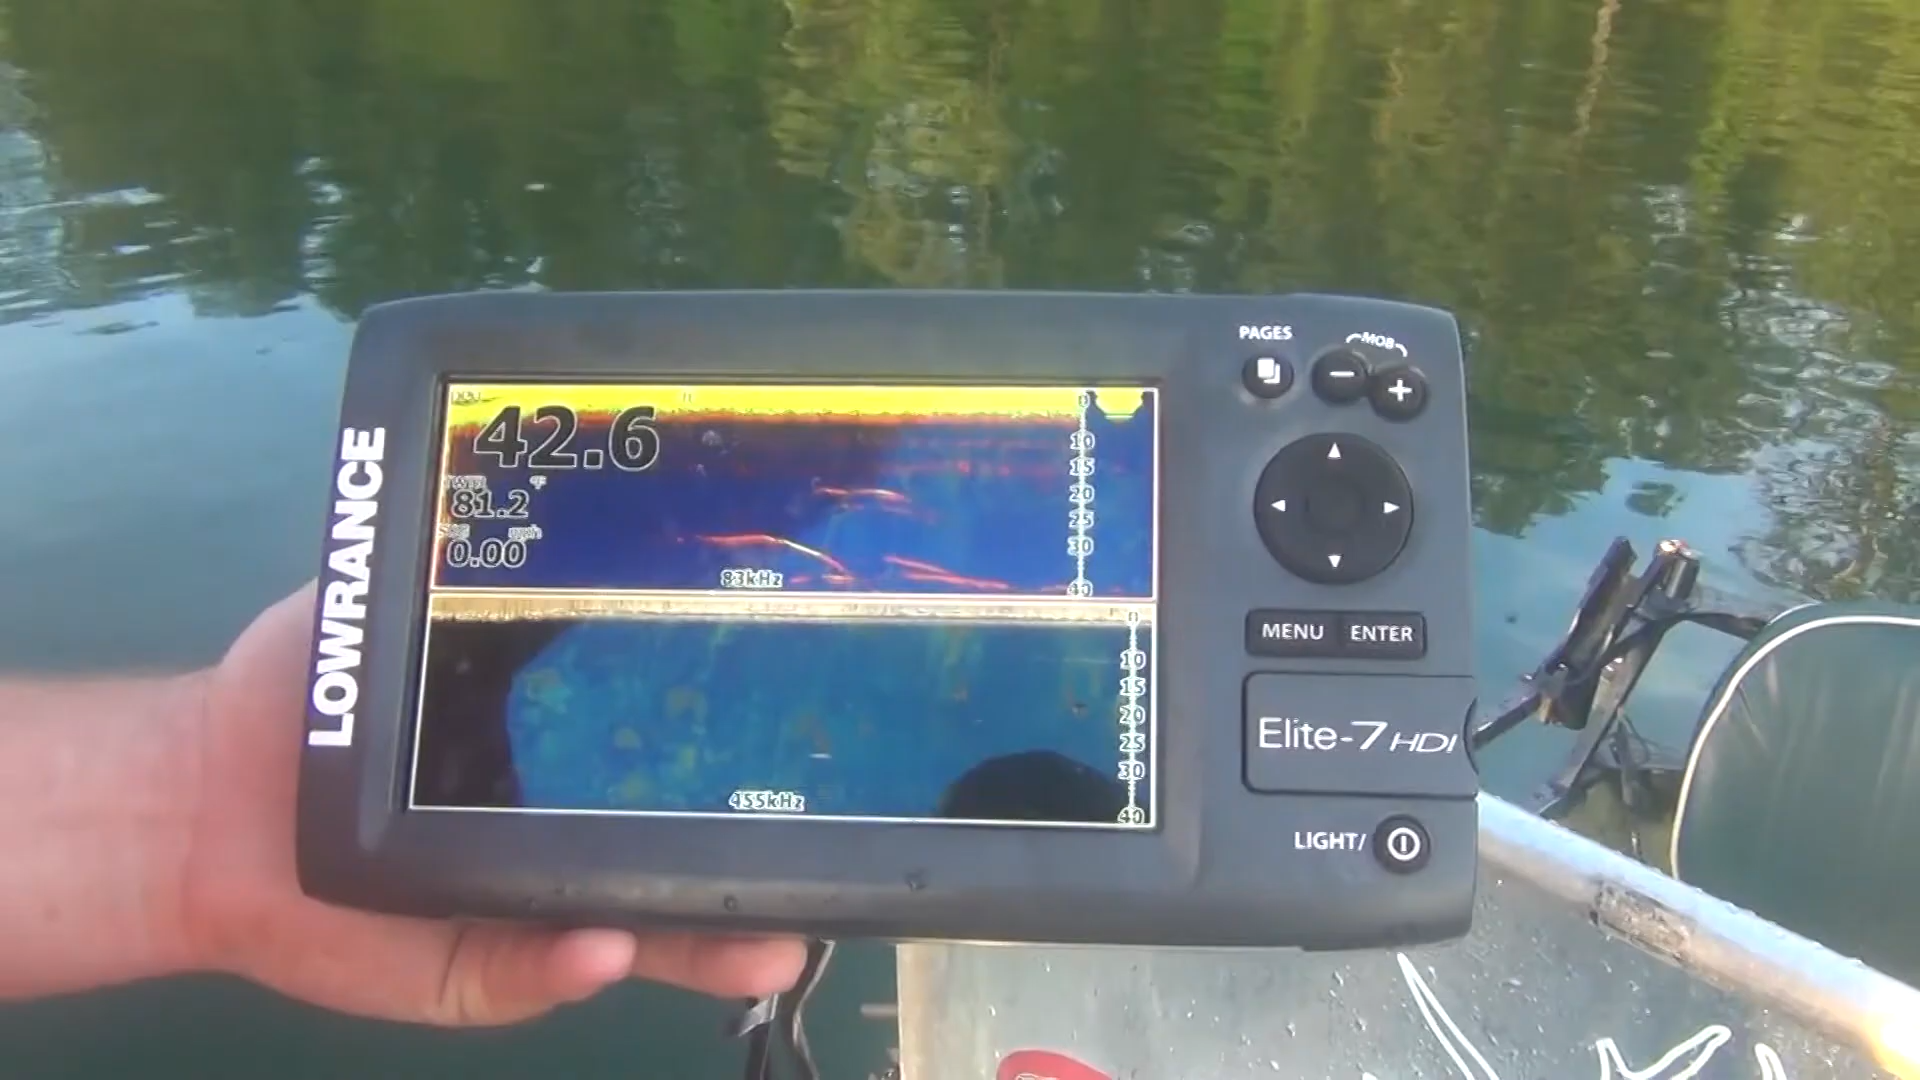 LOWRANCE
42.6
81.2 °F
mph
0.00
83kHz
0
10
15
20
25
30
40
455kHz
0
10
15
20
25
30
40
PAGES
MOB
MENU ENTER
Elite-7 HDI
LIGHT/